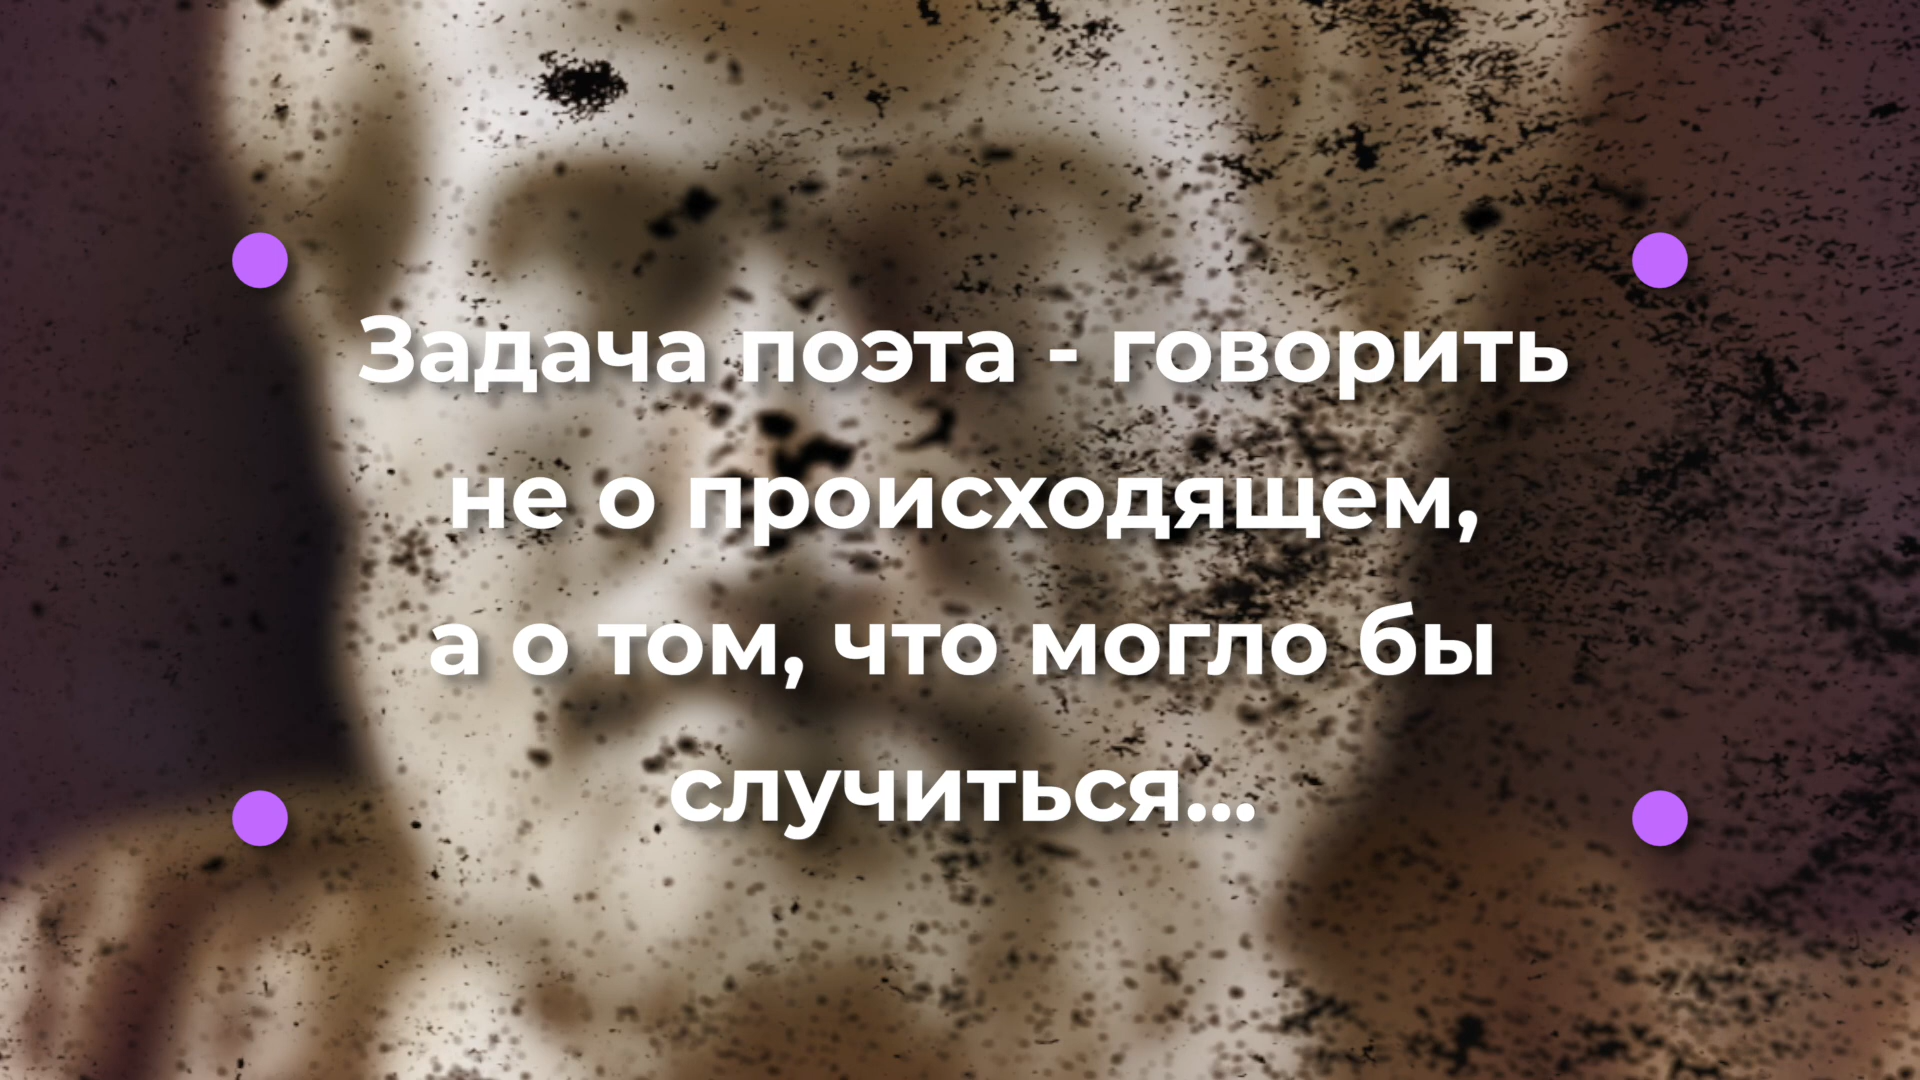 Задача поэта - говорить
не о происходящем,
а о том, что могло бы
случиться...